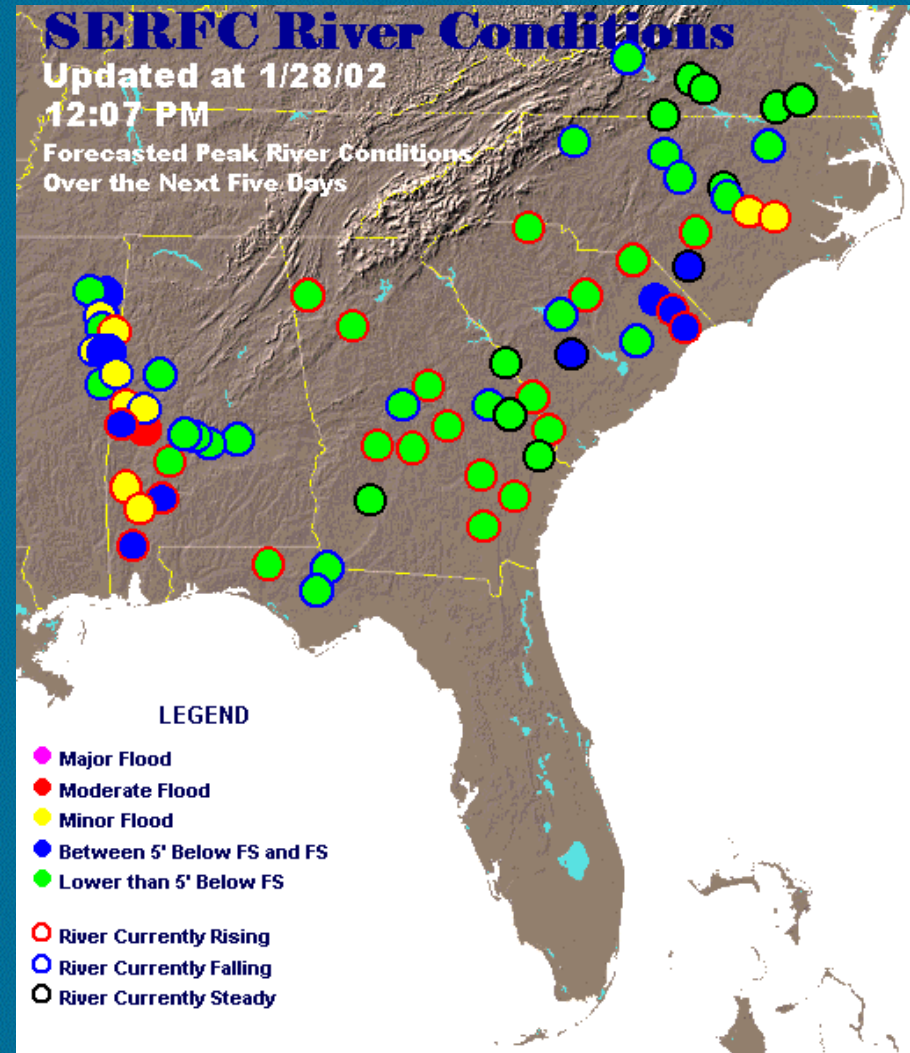 SERFC River Conditions
Updated at 1/28/02
12:07 PM
Forecasted Peak River Conditions
Over the Next Five Days
LEGEND
Major Flood
Moderate Flood
Minor Flood
Between 5' Below FS and FS
Lower than 5' Below FS
River Currently Rising
River Currently Falling
River Currently Steady